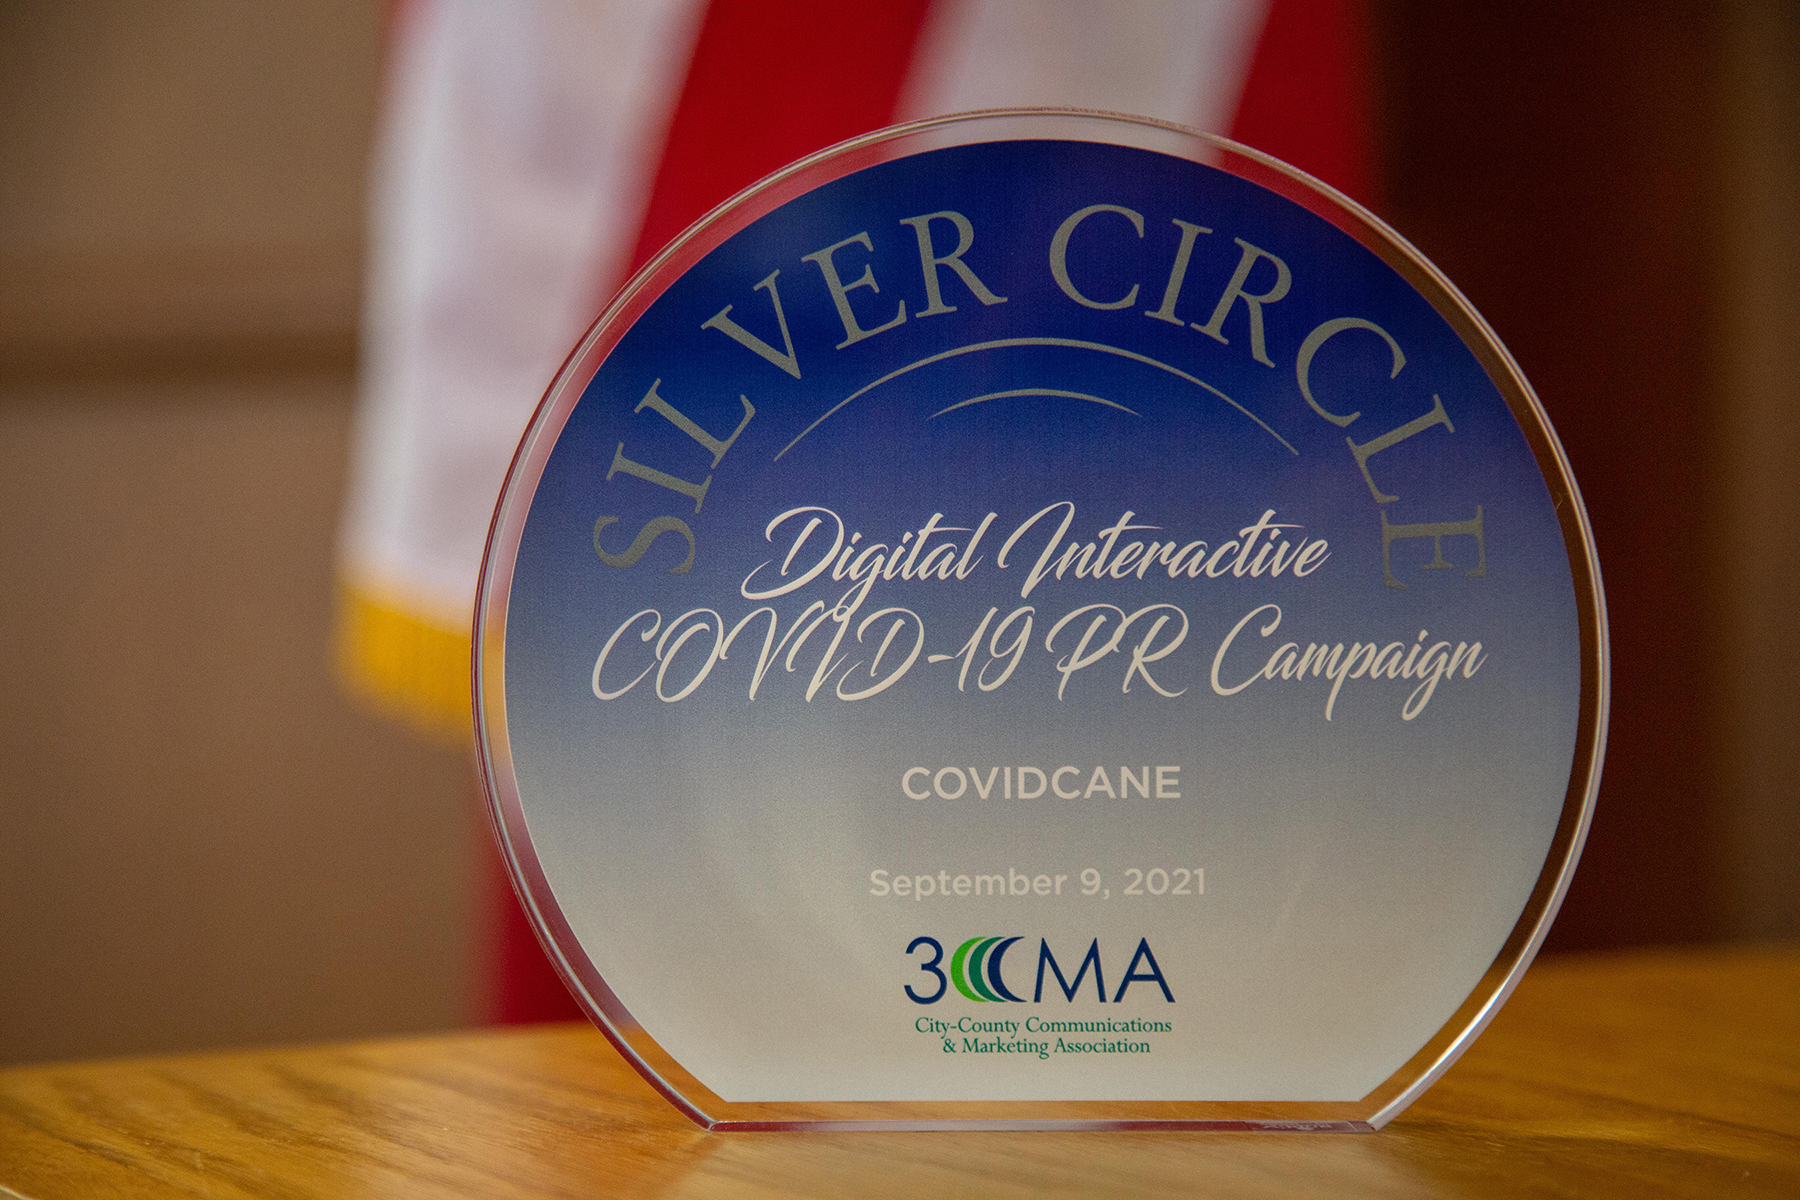 SILVER CIRCLE
Digital Interactive
COVID-19 PR Campaign
COVIDCANE
September 9, 2021
3CMA
City-County Communications
& Marketing Association